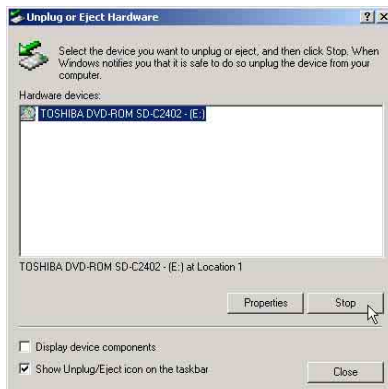 Unplug or Eject Hardware
Select the device you want to unplug or eject, and then click Stop. When
Windows notifies you that it is safe to do so unplug the device from your
computer.
Hardware devices:
TOSHIBA DVD-ROM SD-C2402 - (E:)
TOSHIBA DVD-ROM SD-C2402 - (E:) at Location 1
Properties
Stop
Display device components
Show Unplug/Eject icon on the taskbar
Close